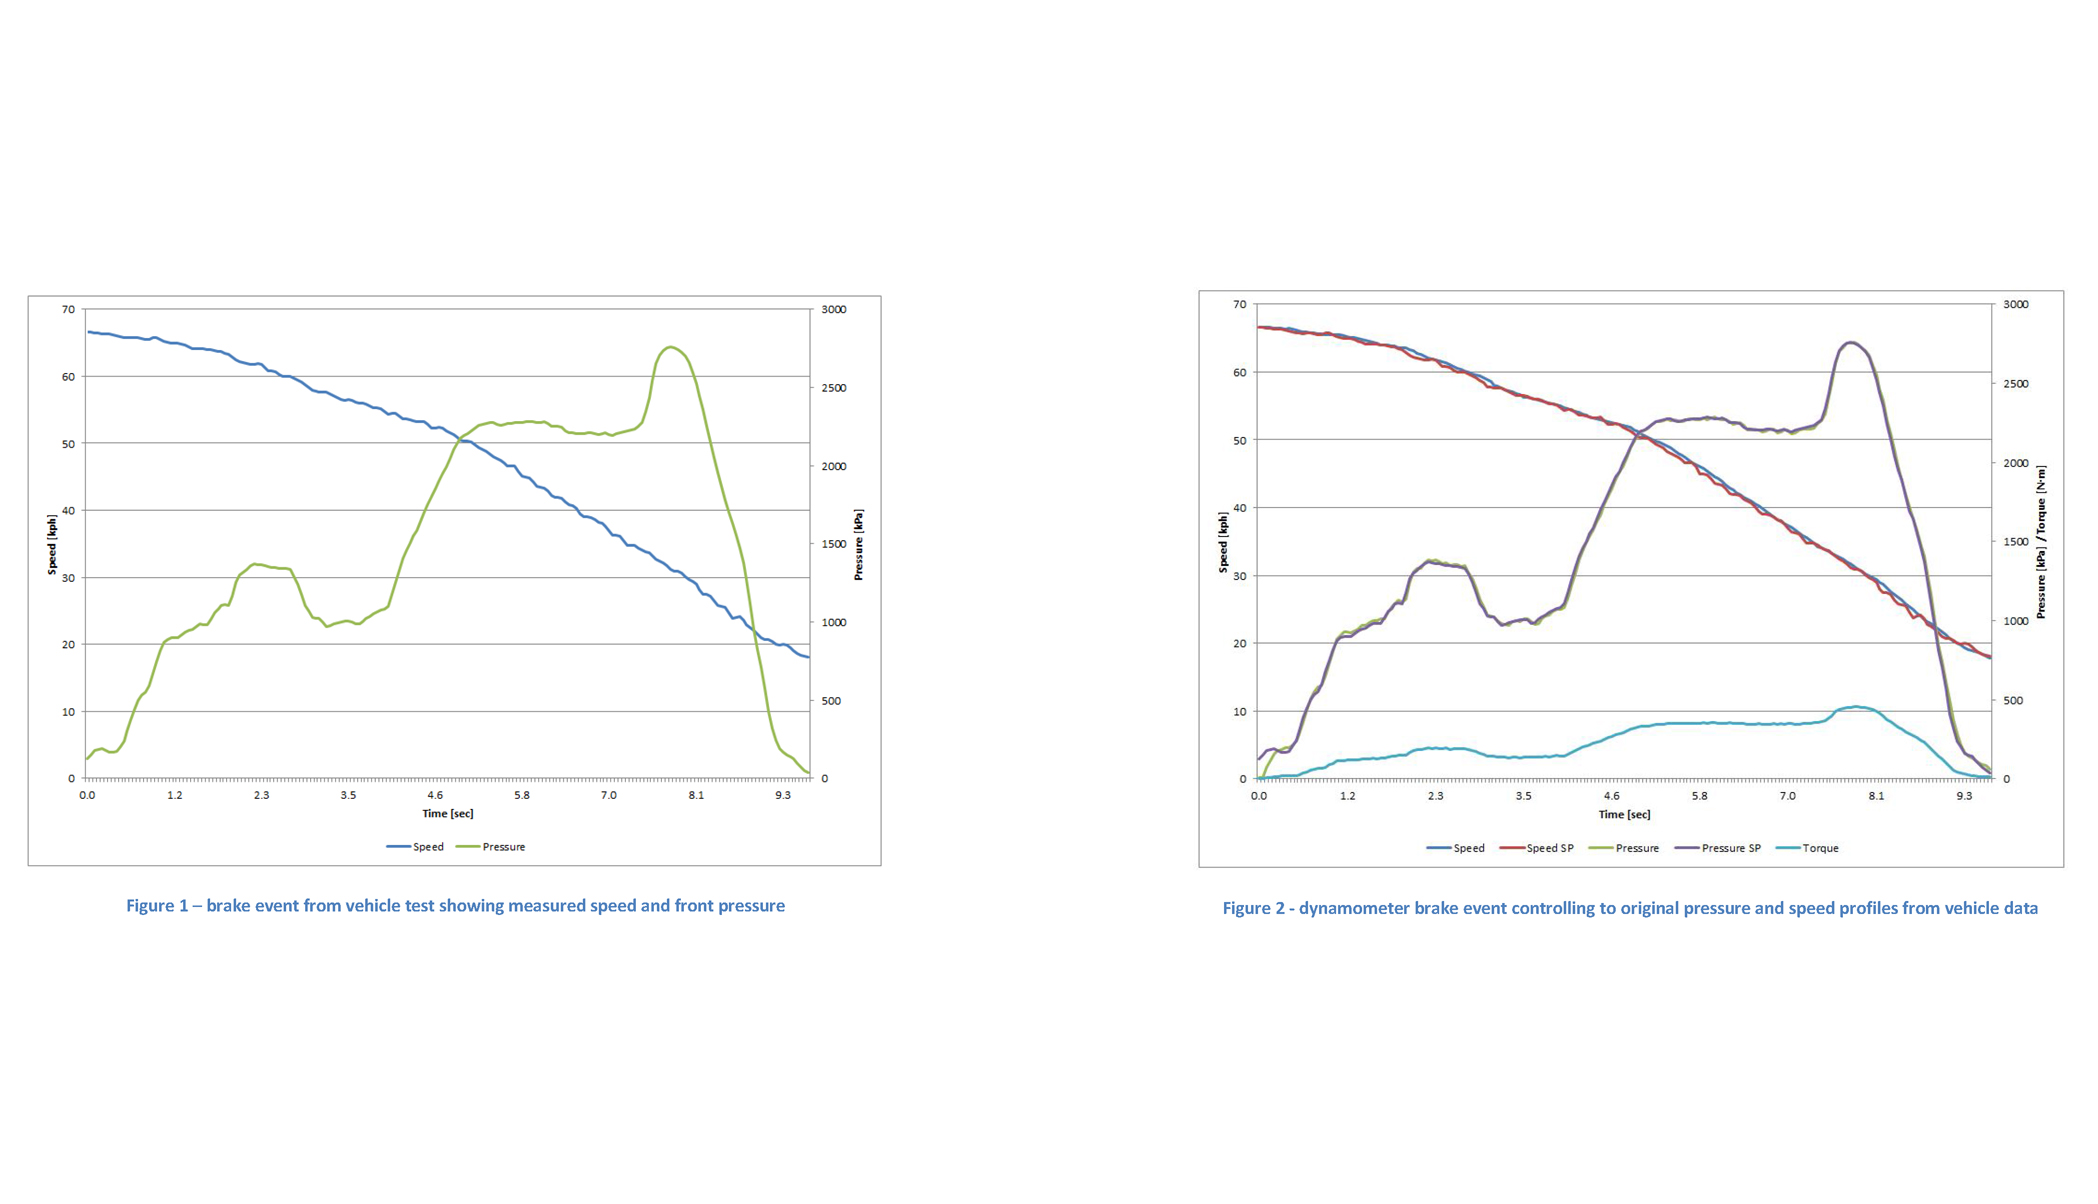 70
60
50
40
30
20
10
0
Speed [kph]
3000
2500
2000
1500
1000
500
0
Pressure [kPa]
0.0 1.2 2.3 3.5 4.6 5.8 7.0 8.1 9.3
Time [sec]
Speed Pressure
Figure 1 – brake event from vehicle test showing measured speed and front pressure
70
60
50
40
30
20
10
0
Speed [kph]
3000
2500
2000
1500
1000
500
0
Pressure [kPa] / Torque [N·m]
0.0 1.2 2.3 3.5 4.6 5.8 7.0 8.1 9.3
Time [sec]
Speed Speed SP Pressure Pressure SP Torque
Figure 2 - dynamometer brake event controlling to original pressure and speed profiles from vehicle data